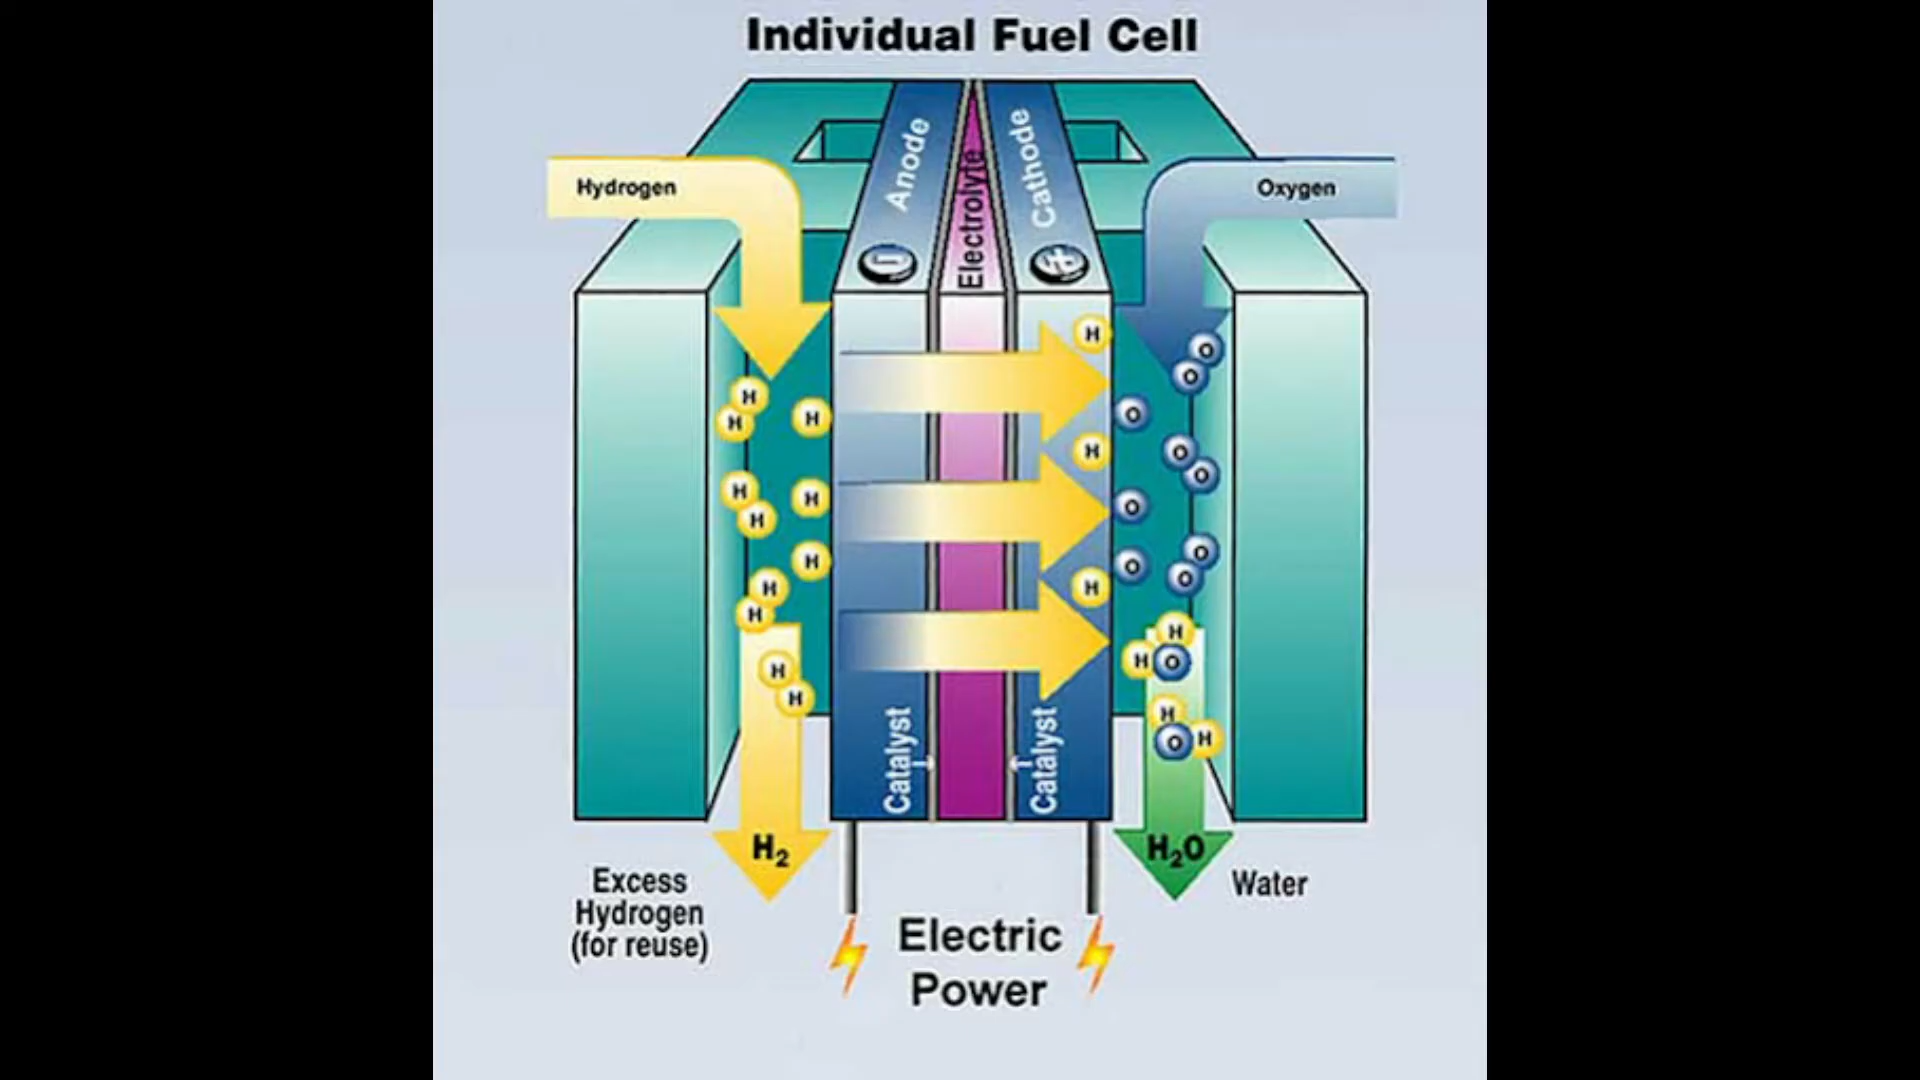 Individual Fuel Cell
Anode
Electrolyte
Cathode
Hydrogen
Oxygen
H
O
O
H
H
H
O
H
O
O
H
H
O
H
O
H
O
H
O
O
H
H
H
H
H O
H
H
H
O H
Catalyst
Catalyst
H2
H2O
Excess
Hydrogen
(for reuse)
Water
Electric
Power